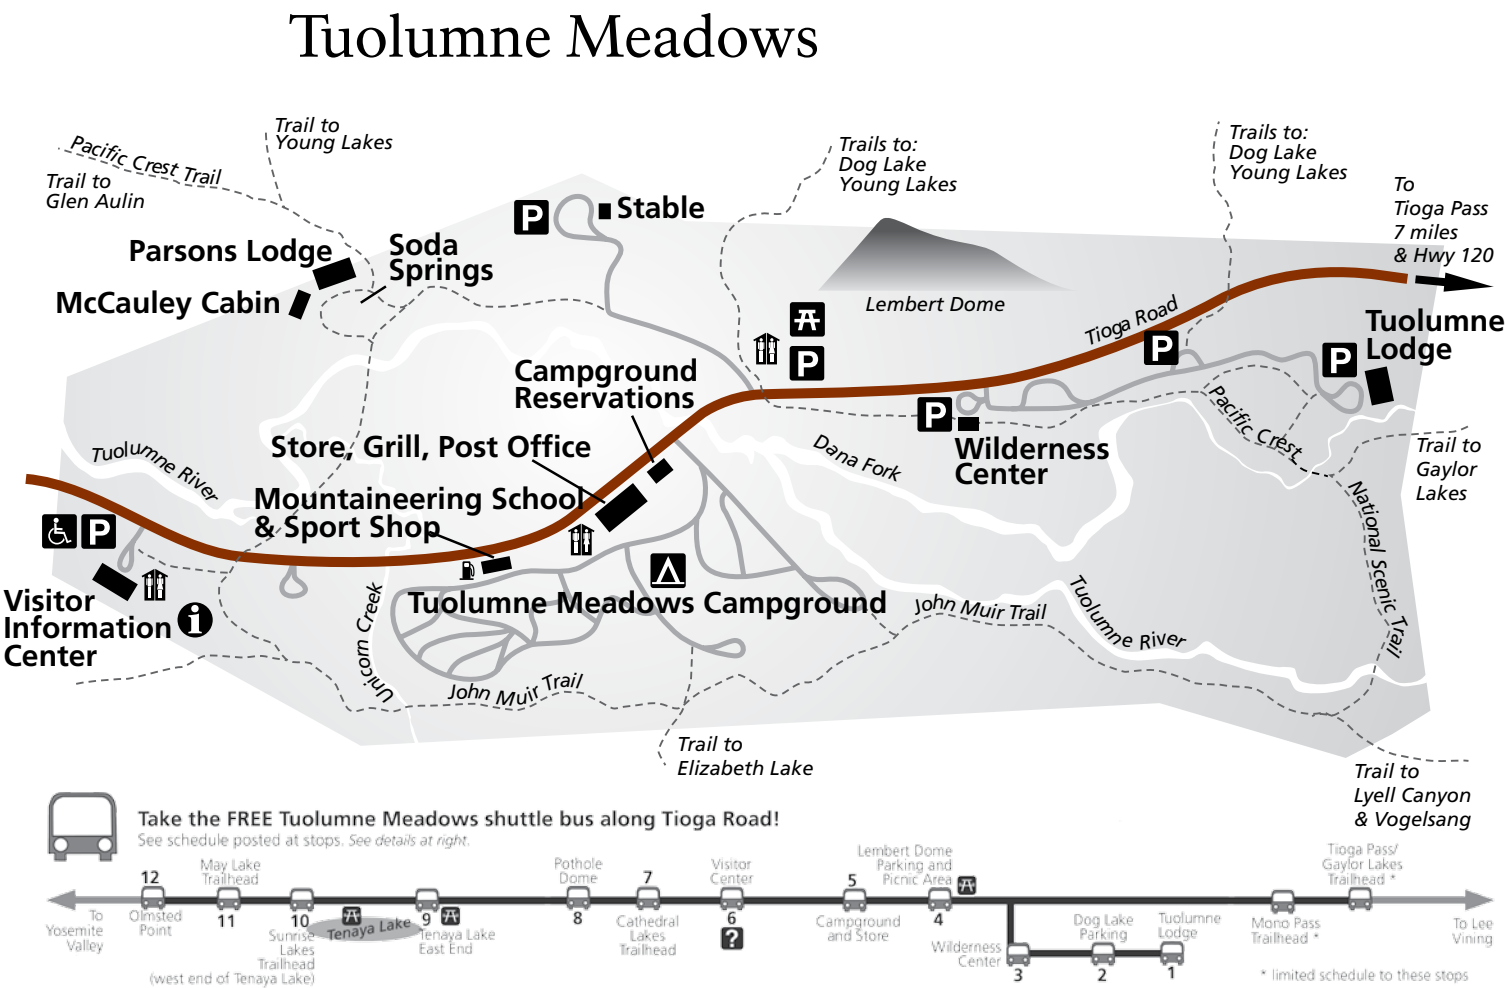 Tuolumne Meadows
Trail to
Young Lakes
Pacific Crest Trail
Trail to
Glen Aulin
Trails to:
Dog Lake
Young Lakes
Trails to:
Dog Lake
Young Lakes
To
Tioga Pass
7 miles
& Hwy 120
P
Stable
Parsons Lodge
Soda
Springs
McCauley Cabin
Lembert Dome
Tioga Road
P
P
P
Tuolumne
Lodge
Campground
Reservations
Pacific Crest
P
Wilderness
Center
Store, Grill, Post Office
Dana Fork
Trail to
Gaylor
Lakes
Tuolumne River
Mountaineering School
& Sport Shop
National Scenic Trail
P
Visitor
Information
Center
i
Unicorn Creek
Tuolumne Meadows Campground
John Muir Trail
Tuolumne River
John Muir Trail
Trail to
Elizabeth Lake
Trail to
Lyell Canyon
& Vogelsang
Take the FREE Tuolumne Meadows shuttle bus along Tioga Road!
See schedule posted at stops. See details at right.
To
Yosemite
Valley
12
Olmsted
Point
May Lake
Trailhead
11
10
Sunrise
Lakes
Trailhead
(west end of Tenaya Lake)
Tenaya Lake
9
Tenaya Lake
East End
Pothole
Dome
8
7
Cathedral
Lakes
Trailhead
Visitor
Center
6
?
5
Campground
and Store
Lembert Dome
Parking and
Picnic Area
4
Wilderness
Center
3
Dog Lake
Parking
2
Tuolumne
Lodge
1
Mono Pass
Trailhead *
Tioga Pass/
Gaylor Lakes
Trailhead *
To Lee
Vining
* limited schedule to these stops